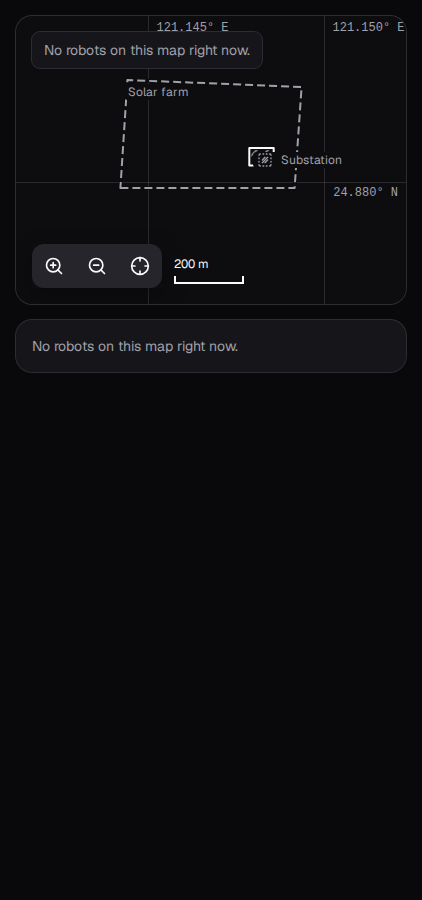 121.145° E
121.150° E
No robots on this map right now.
Solar farm
Substation
24.880° N
200 m
No robots on this map right now.